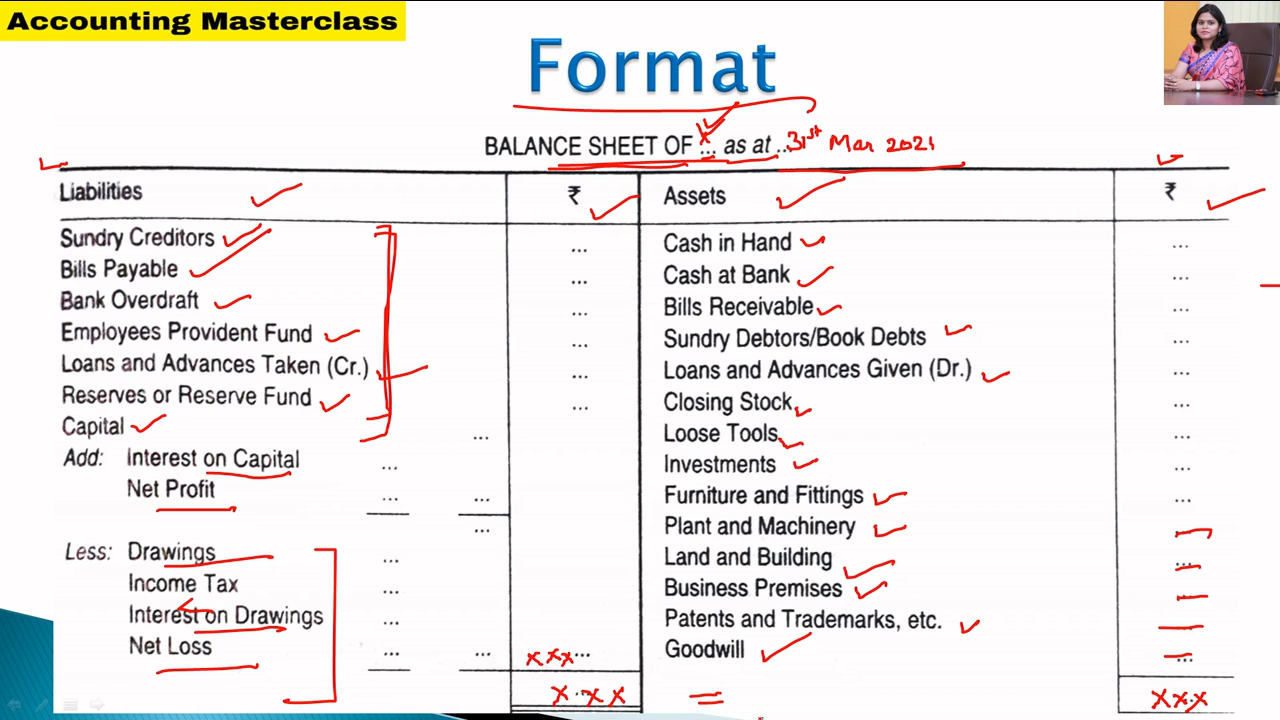 Accounting Masterclass
Format
BALANCE SHEET OF ... x as at ... 31st Mar 2021
Liabilities ₹ Assets ₹
Sundry Creditors ... Cash in Hand ...
Bills Payable ... Cash at Bank ...
Bank Overdraft ... Bills Receivable ...
Employees Provident Fund ... Sundry Debtors/Book Debts ...
Loans and Advances Taken (Cr.) ... Loans and Advances Given (Dr.) ...
Reserves or Reserve Fund ... Closing Stock ...
Capital ... Loose Tools ...
Add: Interest on Capital ... Investments ...
Net Profit ... ... Furniture and Fittings ...
... Plant and Machinery
Less: Drawings ... Land and Building ...
Income Tax ... Business Premises
Interest on Drawings ... Patents and Trademarks, etc.
Net Loss ... ... xxx... Goodwill ...
x x x = x x x